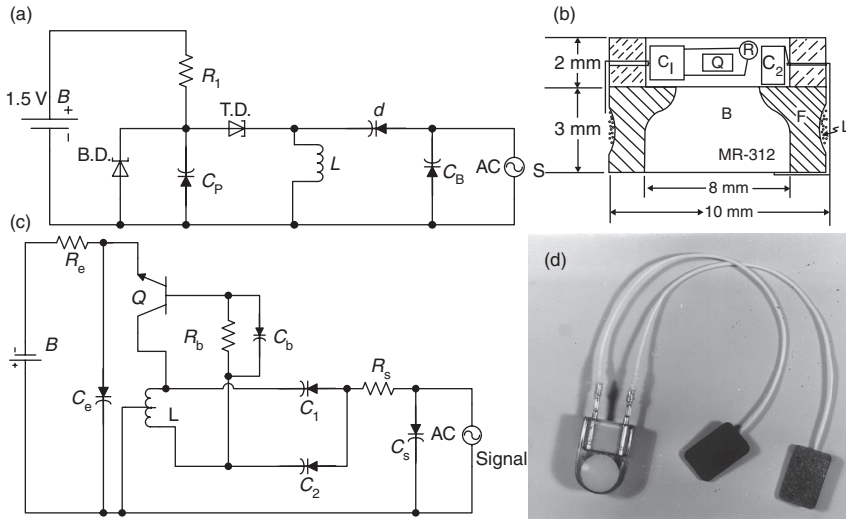 (a)
R1
1.5 V
B
+
-
T.D.
B.D.
CP
L
d
CB
AC
S
(b)
2 mm
C1
Q
R
C2
3 mm
B
F
L
MR-312
8 mm
10 mm
(c)
Re
Q
Rb
Cb
-
B
+
Ce
L
C1
Rs
Cs
AC
Signal
C2
(d)